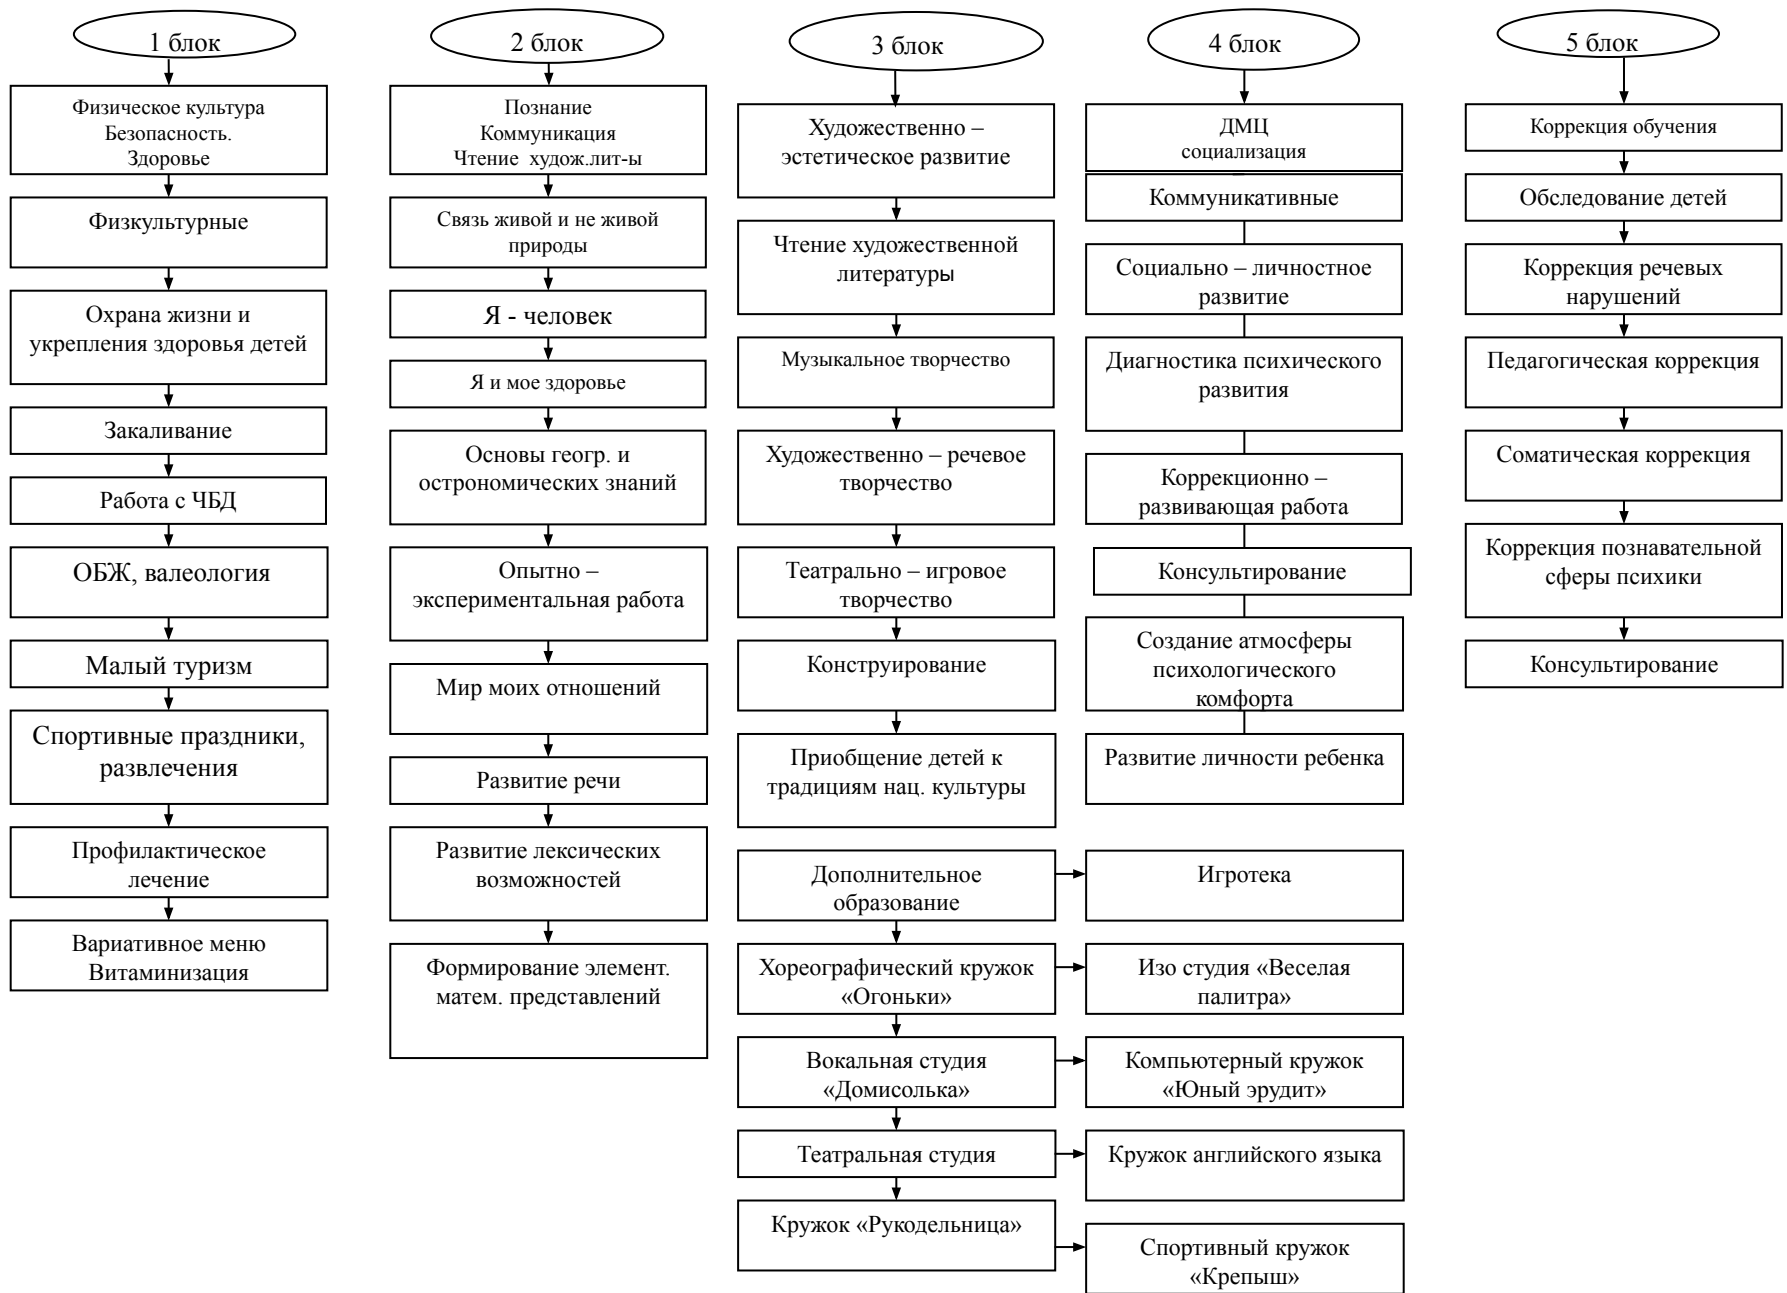 1 блок
Физическое культура
Безопасность.
Здоровье
Физкультурные
Охрана жизни и
укрепления здоровья детей
Закаливание
Работа с ЧБД
ОБЖ, валеология
Малый туризм
Спортивные праздники,
развлечения
Профилактическое
лечение
Вариативное меню
Витаминизация
2 блок
Познание
Коммуникация
Чтение худож.лит-ы
Связь живой и не живой
природы
Я - человек
Я и мое здоровье
Основы геогр. и
острономических знаний
Опытно –
экспериментальная работа
Мир моих отношений
Развитие речи
Развитие лексических
возможностей
Формирование элемент.
матем. представлений
3 блок
Художественно –
эстетическое развитие
Чтение художественной
литературы
Музыкальное творчество
Художественно – речевое
творчество
Театрально – игровое
творчество
Конструирование
Приобщение детей к
традициям нац. культуры
Дополнительное
образование
Хореографический кружок
«Огоньки»
Вокальная студия
«Домисолька»
Театральная студия
Кружок «Рукодельница»
4 блок
ДМЦ
социализация
Коммуникативные
Социально – личностное
развитие
Диагностика психического
развития
Коррекционно –
развивающая работа
Консультирование
Создание атмосферы
психологического
комфорта
Развитие личности ребенка
Игротека
Изо студия «Веселая
палитра»
Компьютерный кружок
«Юный эрудит»
Кружок английского языка
Спортивный кружок
«Крепыш»
5 блок
Коррекция обучения
Обследование детей
Коррекция речевых
нарушений
Педагогическая коррекция
Соматическая коррекция
Коррекция познавательной
сферы психики
Консультирование